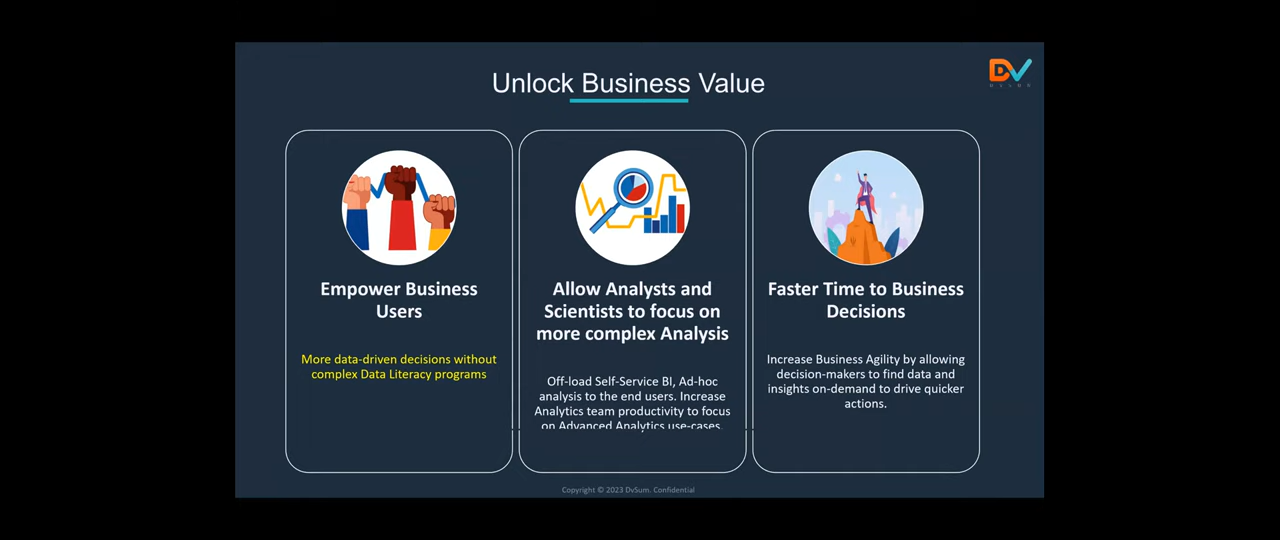 Unlock Business Value
DV
DVSUM
Empower Business
Users
More data-driven decisions without
complex Data Literacy programs
Allow Analysts and
Scientists to focus on
more complex Analysis
Off-load Self-Service BI, Ad-hoc
analysis to the end users. Increase
Analytics team productivity to focus
on Advanced Analytics use-cases.
Faster Time to Business
Decisions
Increase Business Agility by allowing
decision-makers to find data and
insights on-demand to drive quicker
actions.
Copyright © 2023 DvSum. Confidential